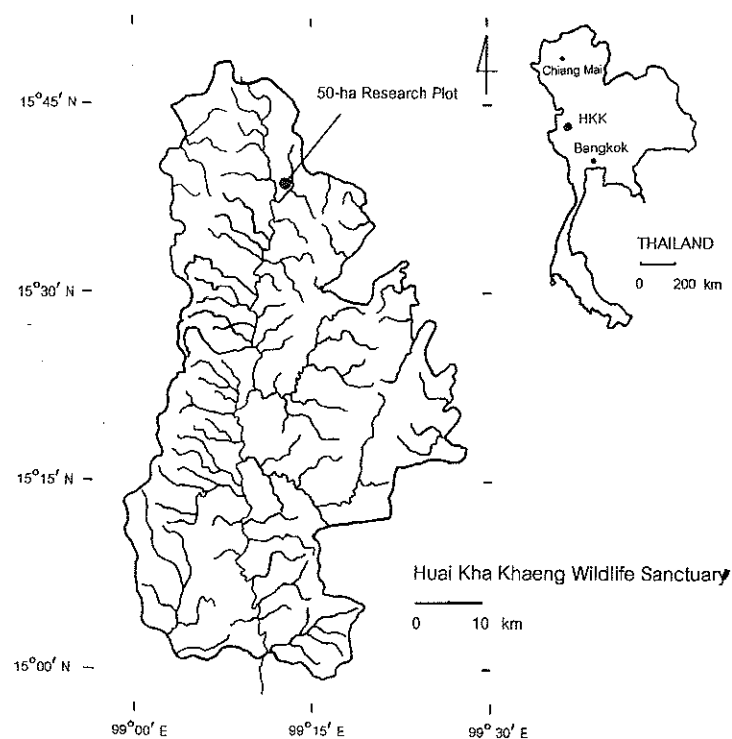 15°45′ N
50-ha Research Plot
Chiang Mai
HKK
Bangkok
THAILAND
0 200 km
15°30′ N
15°15′ N
Huai Kha Khaeng Wildlife Sanctuary
0 10 km
15°00′ N
99°00′ E 99°15′ E 99°30′ E